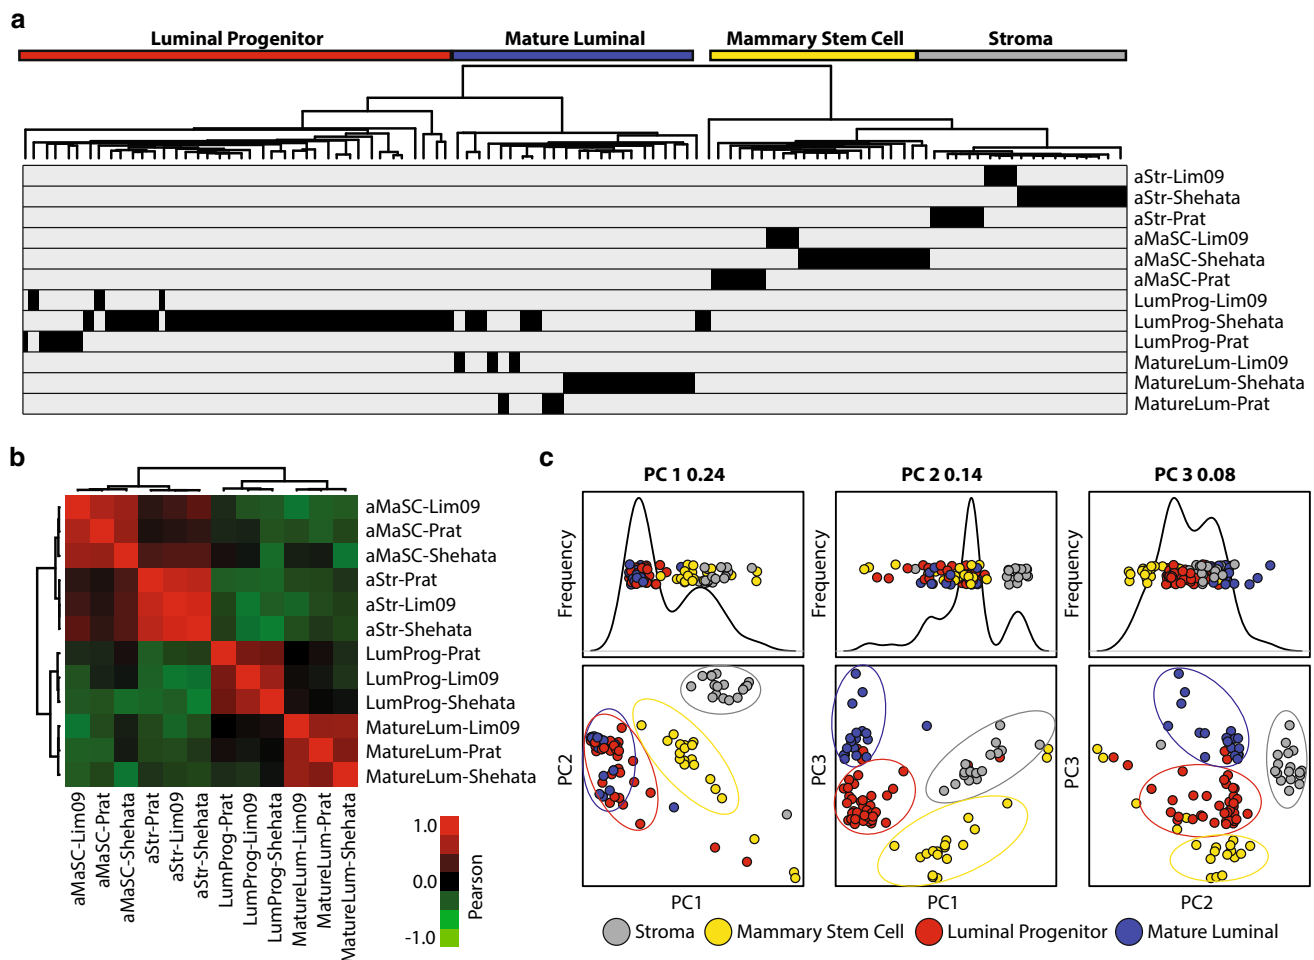 a
Luminal Progenitor
Mature Luminal
Mammary Stem Cell
Stroma
aStr-Lim09
aStr-Shehata
aStr-Prat
aMaSC-Lim09
aMaSC-Shehata
aMaSC-Prat
LumProg-Lim09
LumProg-Shehata
LumProg-Prat
MatureLum-Lim09
MatureLum-Shehata
MatureLum-Prat
b
aMaSC-Lim09
aMaSC-Prat
aMaSC-Shehata
aStr-Prat
aStr-Lim09
aStr-Shehata
LumProg-Prat
LumProg-Lim09
LumProg-Shehata
MatureLum-Lim09
MatureLum-Prat
MatureLum-Shehata
aMaSC-Lim09
aMaSC-Prat
aMaSC-Shehata
aStr-Prat
aStr-Lim09
aStr-Shehata
LumProg-Prat
LumProg-Lim09
LumProg-Shehata
MatureLum-Lim09
MatureLum-Prat
MatureLum-Shehata
1.0
0.0
-1.0
Pearson
c
PC 1 0.24
PC 2 0.14
PC 3 0.08
Frequency
Frequency
Frequency
PC2
PC3
PC3
PC1
PC1
PC2
Stroma
Mammary Stem Cell
Luminal Progenitor
Mature Luminal